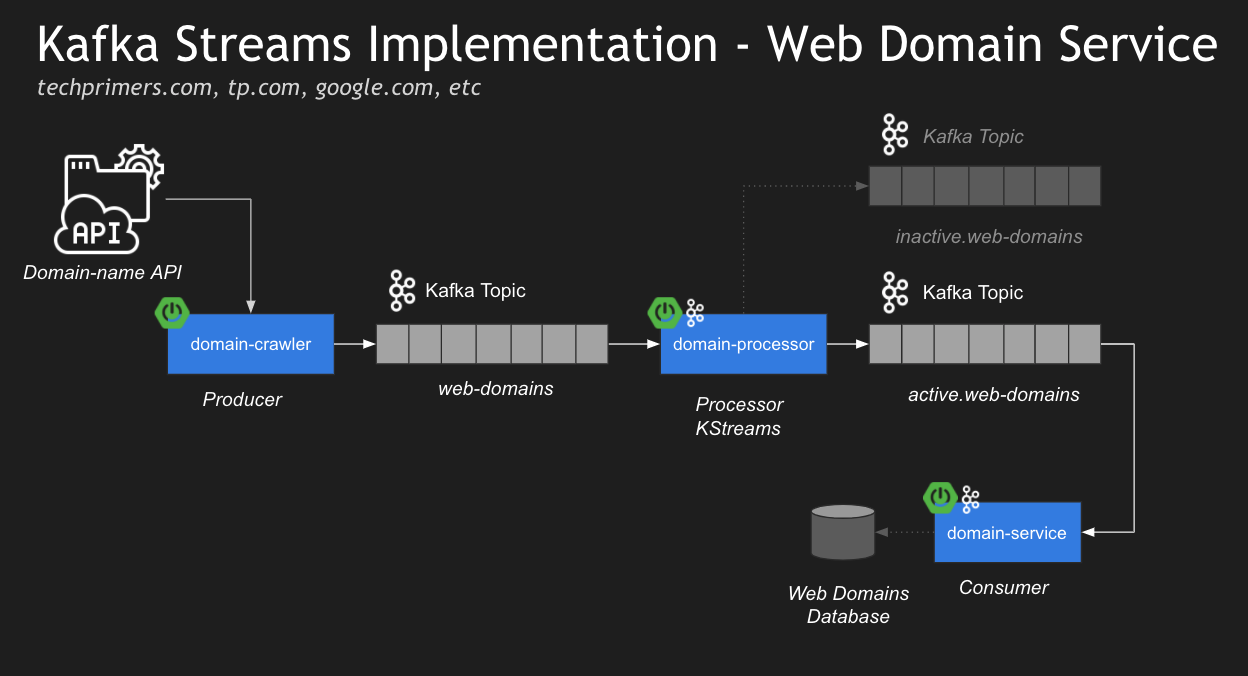 Kafka Streams Implementation - Web Domain Service
techprimers.com, tp.com, google.com, etc
Kafka Topic
inactive.web-domains
API
Domain-name API
Kafka Topic
Kafka Topic
domain-crawler
domain-processor
web-domains
Producer
Processor
KStreams
active.web-domains
domain-service
Web Domains
Database
Consumer